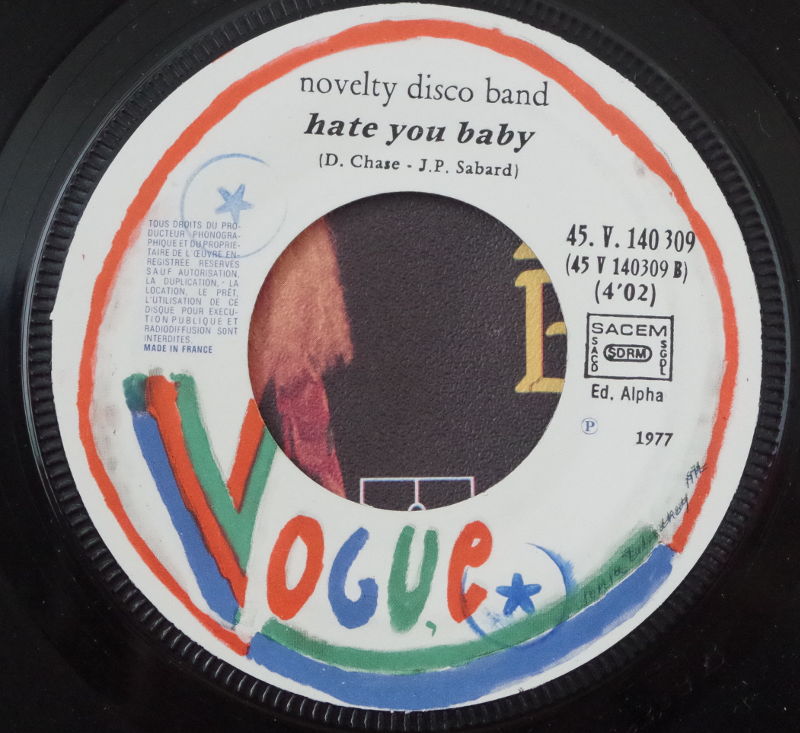 novelty disco band
hate you baby
(D. Chase - J.P. Sabard)
TOUS DROITS DU PRO-
DUCTEUR PHONOGRA-
PHIQUE ET DU PROPRIE-
TAIRE DE L'ŒUVRE EN-
REGISTRÉE RESERVÉS
SAUF AUTORISATION,
LA DUPLICATION, LA
LOCATION, LE PRÊT,
L'UTILISATION DE CE
DISQUE POUR EXECU-
TION PUBLIQUE ET
RADIODIFFUSION SONT
INTERDITES.
MADE IN FRANCE
45. V. 140 309
(45 V 140309 B)
(4'02)
SACEM
SACD
SDRM
SGDL
Ed. Alpha
℗ 1977
VOGUE